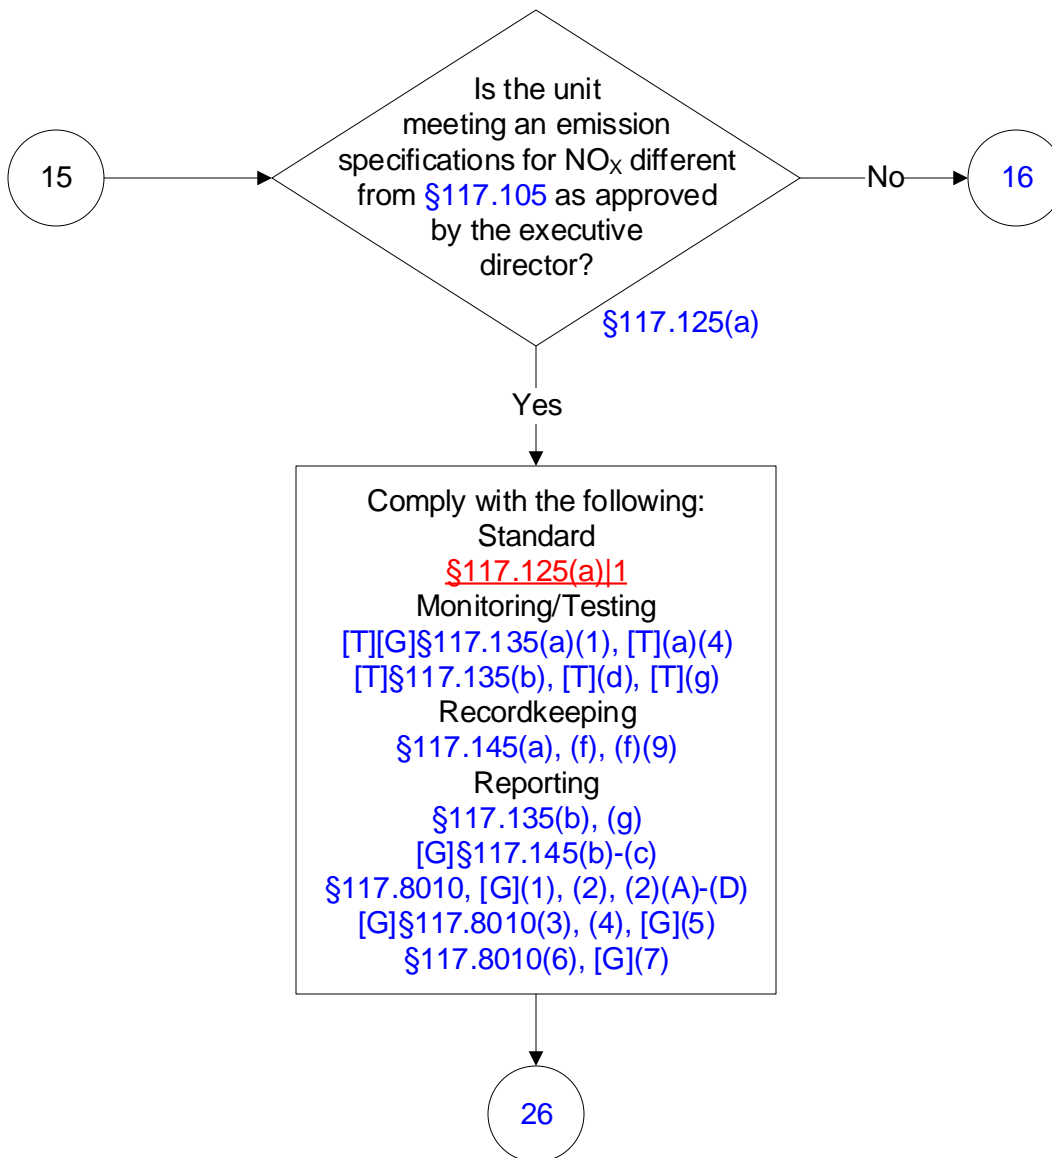 Is the unit
meeting an emission
specifications for NOX different
from §117.105 as approved
by the executive
director?
15
No
16
§117.125(a)
Yes
Comply with the following:
Standard
§117.125(a)|1
Monitoring/Testing
[T][G]§117.135(a)(1), [T](a)(4)
[T]§117.135(b), [T](d), [T](g)
Recordkeeping
§117.145(a), (f), (f)(9)
Reporting
§117.135(b), (g)
[G]§117.145(b)-(c)
§117.8010, [G](1), (2), (2)(A)-(D)
[G]§117.8010(3), (4), [G](5)
§117.8010(6), [G](7)
26